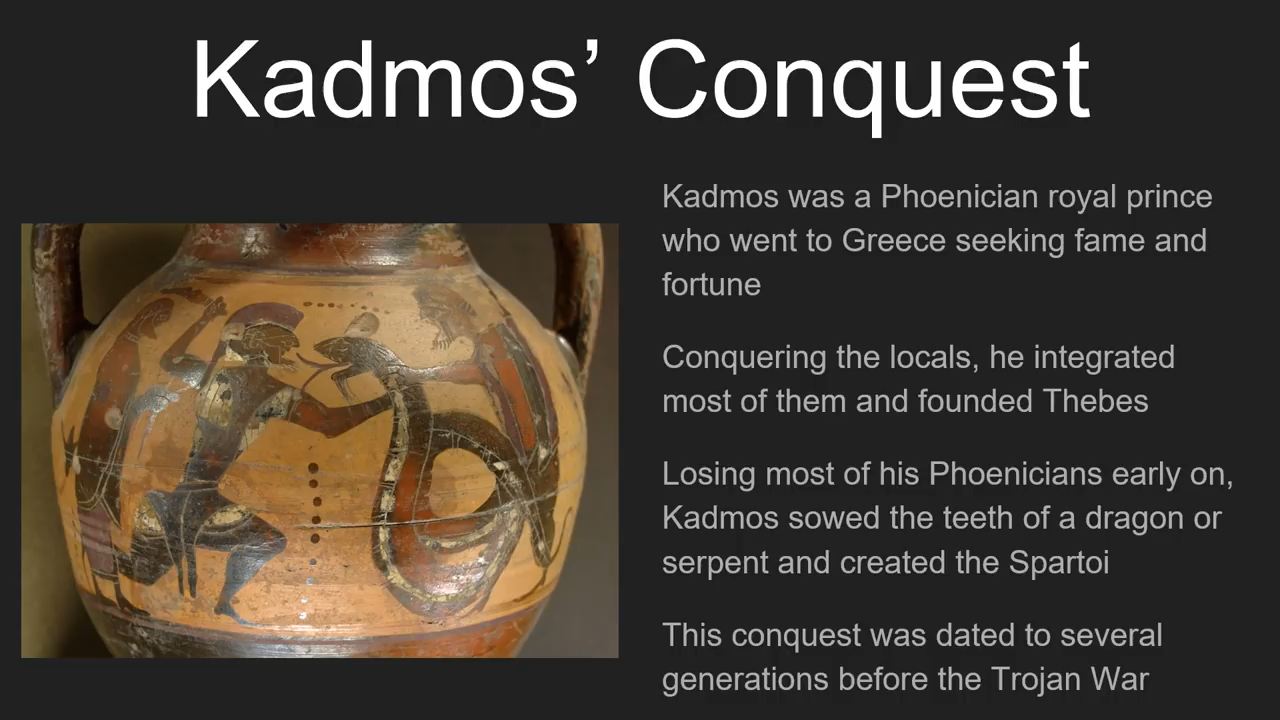 Kadmos’ Conquest
Kadmos was a Phoenician royal prince
who went to Greece seeking fame and
fortune
Conquering the locals, he integrated
most of them and founded Thebes
Losing most of his Phoenicians early on,
Kadmos sowed the teeth of a dragon or
serpent and created the Spartoi
This conquest was dated to several
generations before the Trojan War